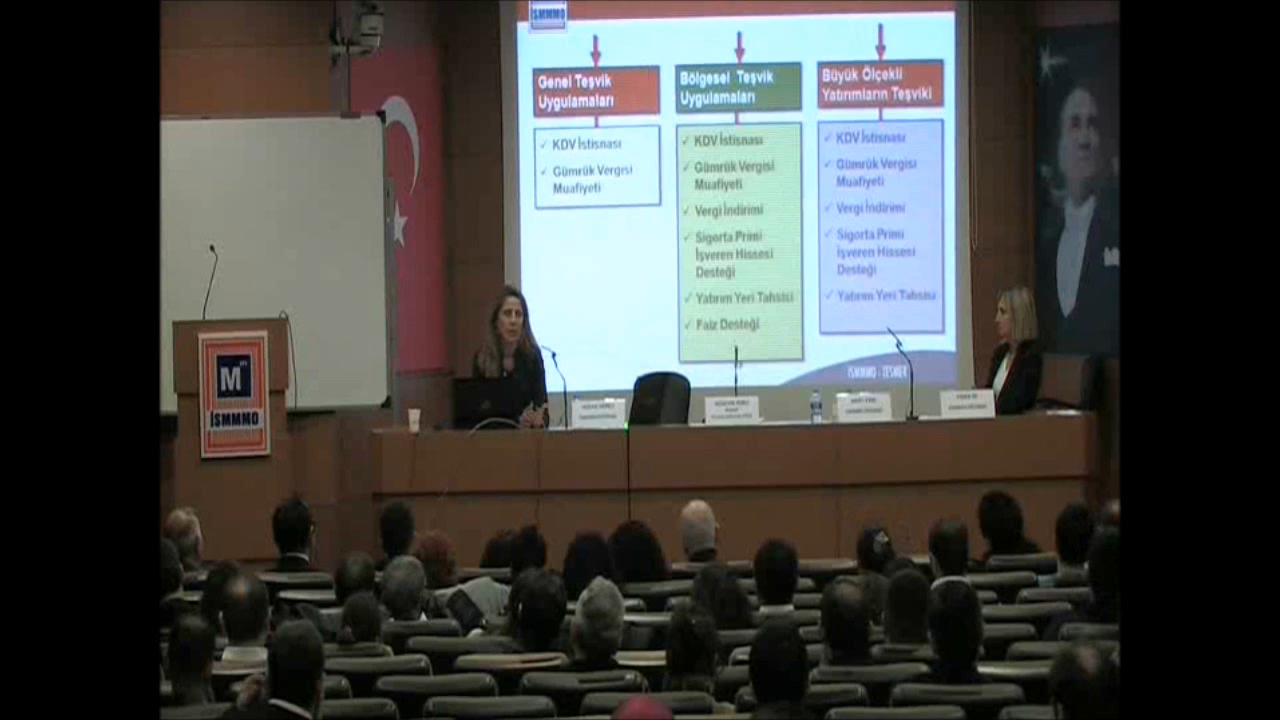 İSMMMO
Genel Teşvik
Uygulamaları
✓ KDV İstisnası
✓ Gümrük Vergisi
Muafiyeti
Bölgesel Teşvik
Uygulamaları
✓ KDV İstisnası
✓ Gümrük Vergisi
Muafiyeti
✓ Vergi İndirimi
✓ Sigorta Primi
İşveren Hissesi
Desteği
✓ Yatırım Yeri Tahsisi
✓ Faiz Desteği
Büyük Ölçekli
Yatırımların Teşviki
✓ KDV İstisnası
✓ Gümrük Vergisi
Muafiyeti
✓ Vergi İndirimi
✓ Sigorta Primi
İşveren Hissesi
Desteği
✓ Yatırım Yeri Tahsisi
İSMMMO - TESMER
M
İSMMMO